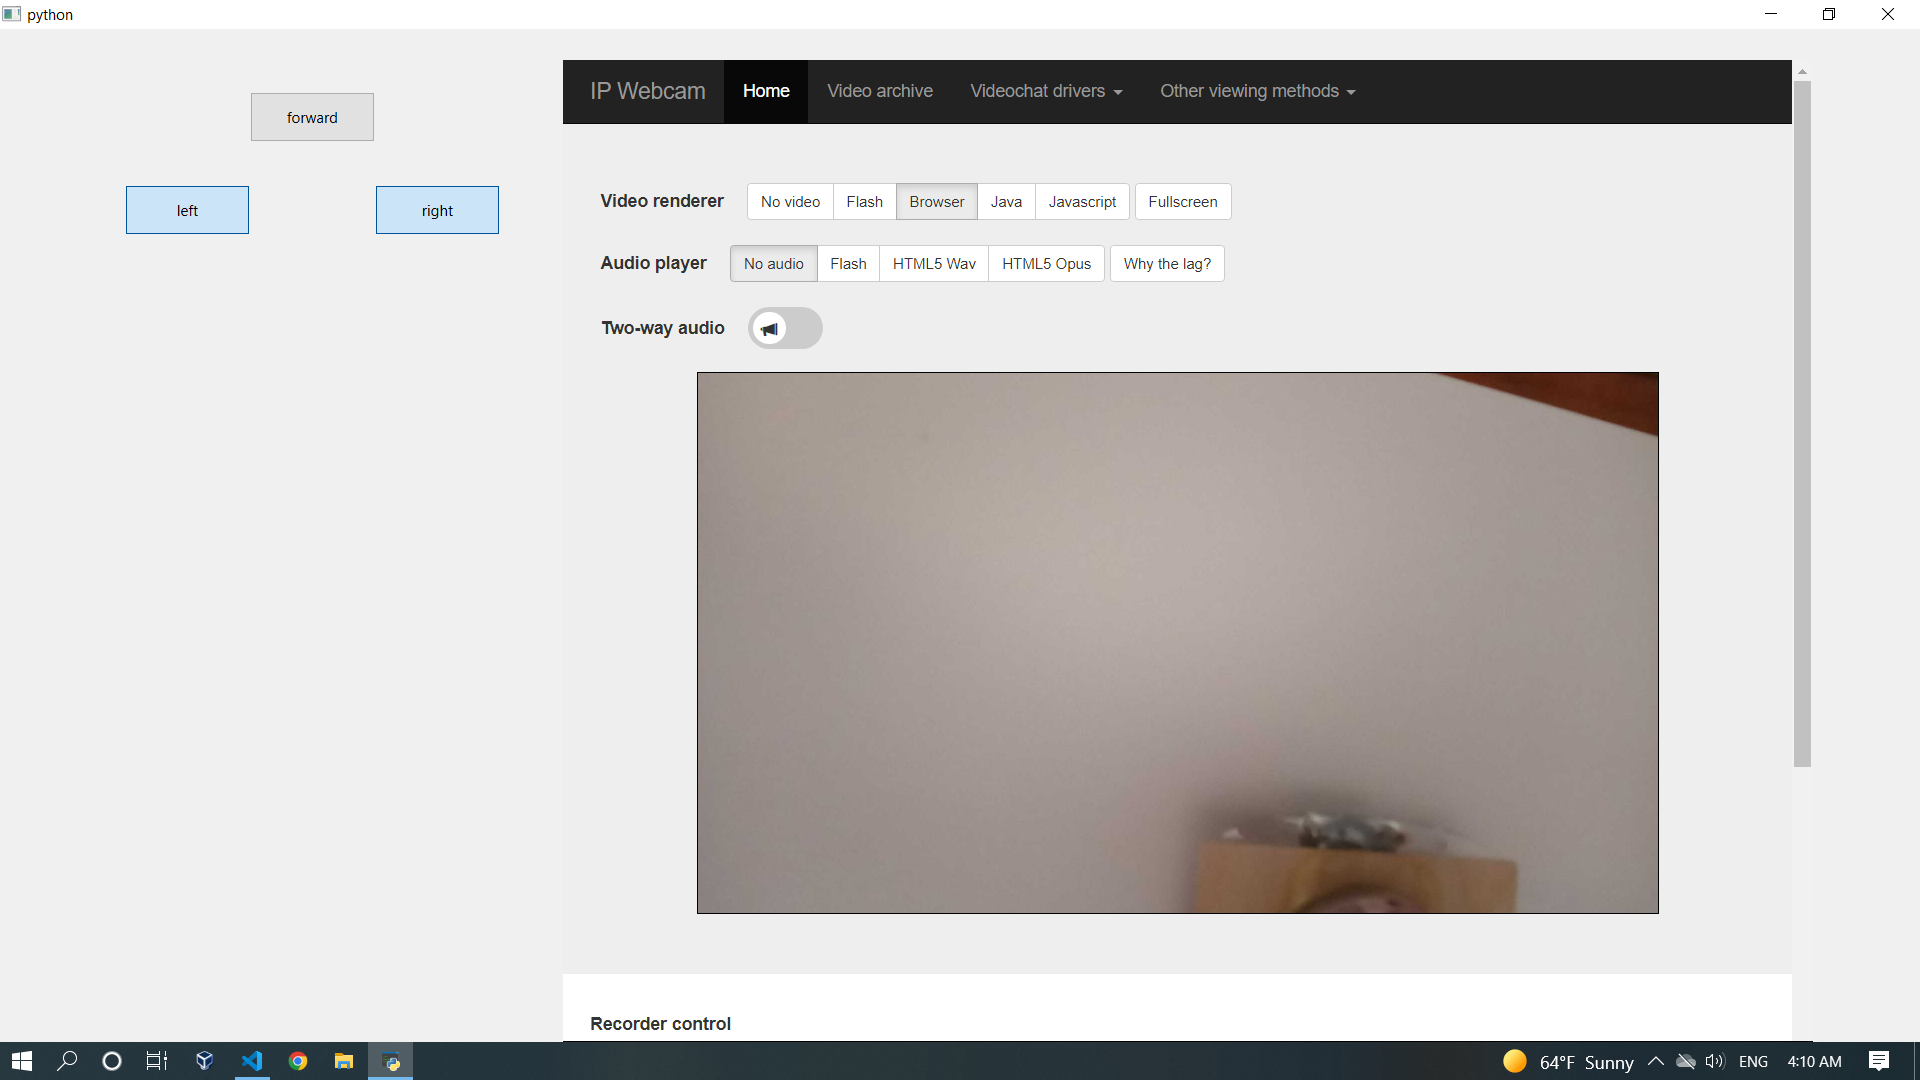 python
forward
left
right
IP Webcam Home Video archive Videochat drivers Other viewing methods
Video renderer No video Flash Browser Java Javascript Fullscreen
Audio player No audio Flash HTML5 Wav HTML5 Opus Why the lag?
Two-way audio
Recorder control
64°F Sunny ENG 4:10 AM